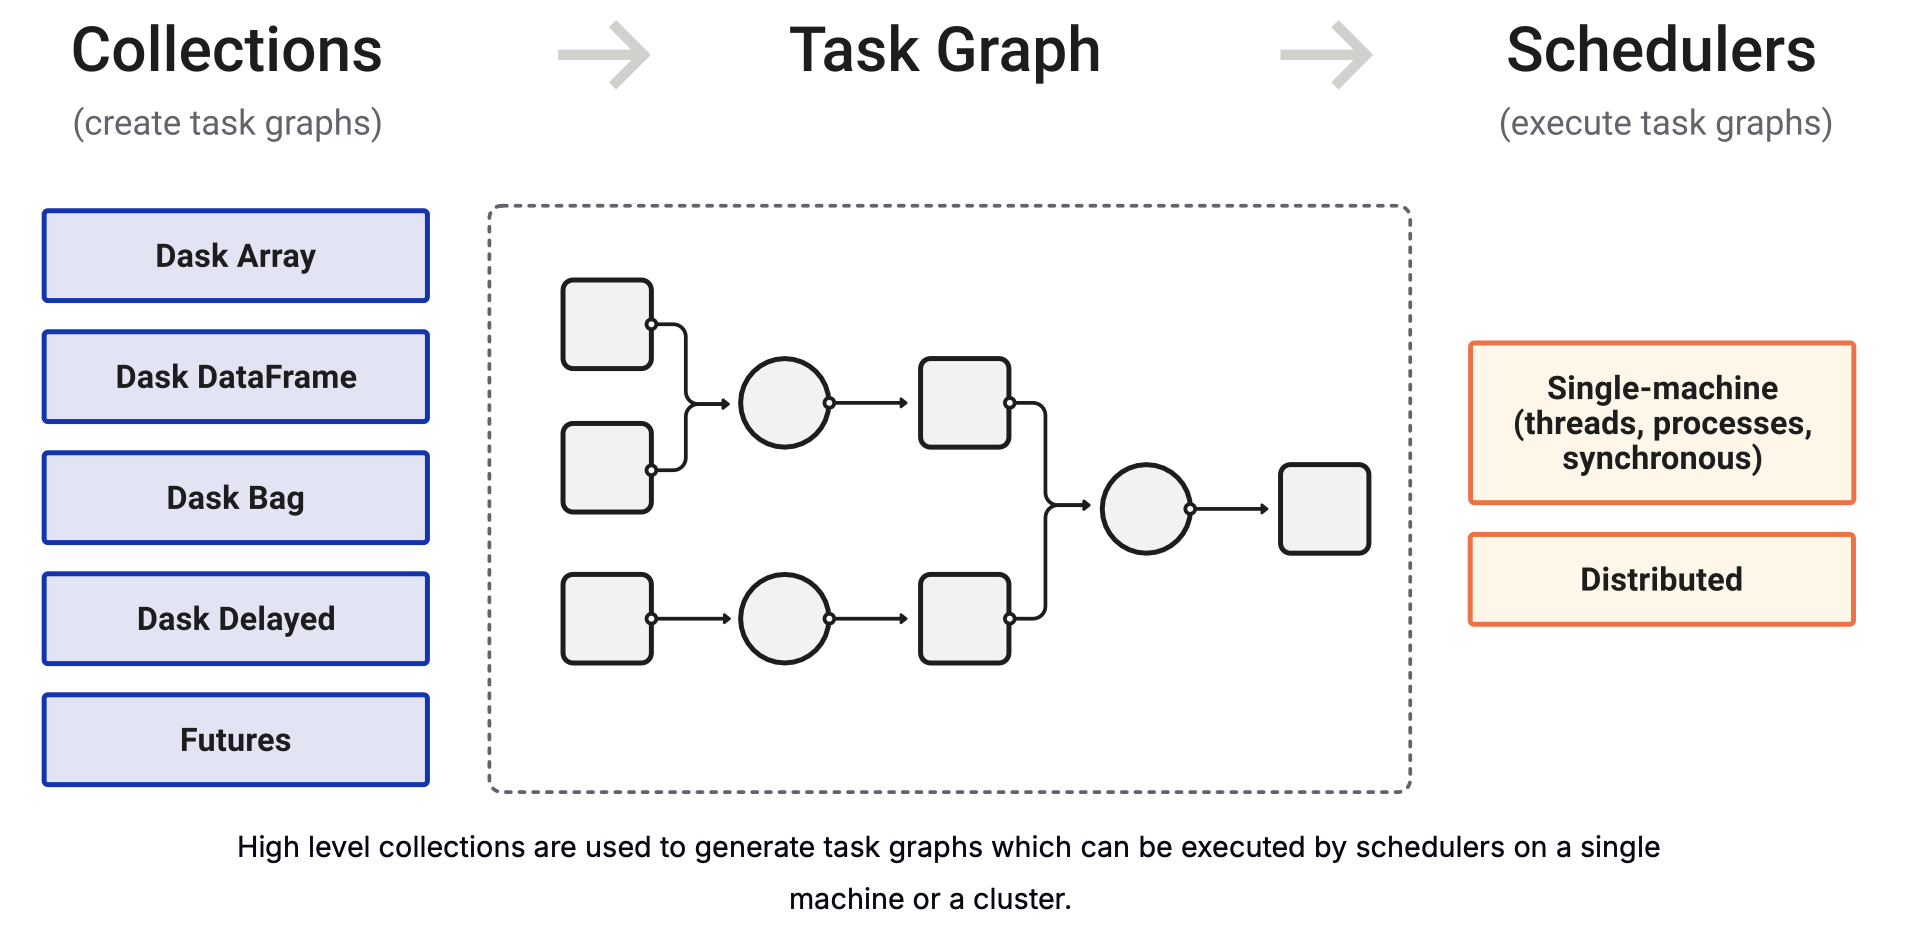 Collections
(create task graphs)
Task Graph
Schedulers
(execute task graphs)
Dask Array
Dask DataFrame
Dask Bag
Dask Delayed
Futures
Single-machine
(threads, processes,
synchronous)
Distributed
High level collections are used to generate task graphs which can be executed by schedulers on a single
machine or a cluster.